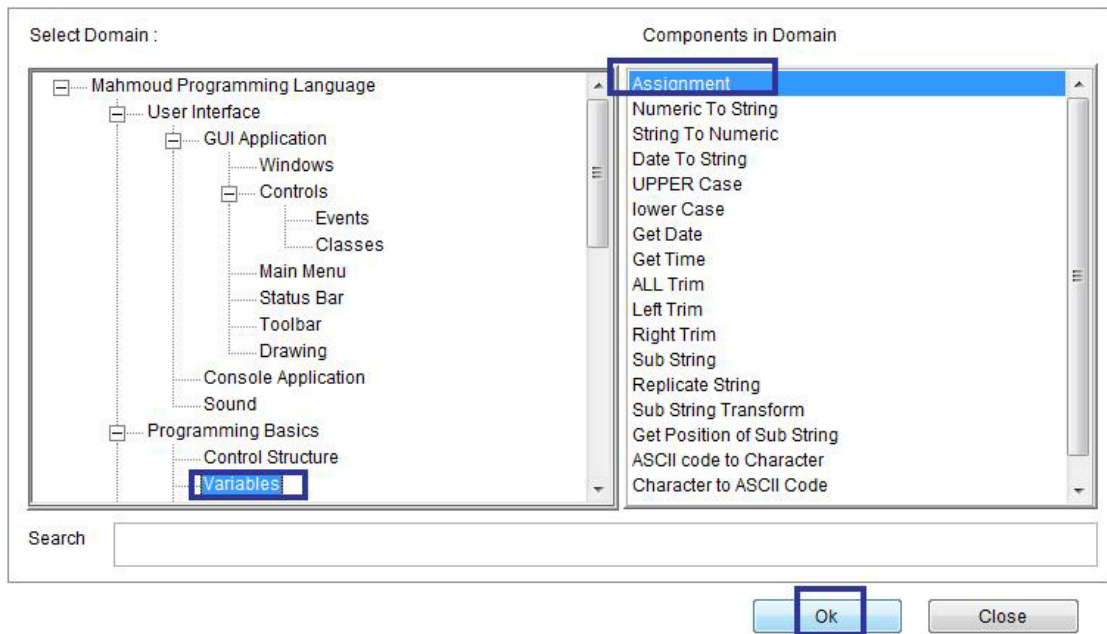 Select Domain :
Components in Domain
Mahmoud Programming Language
User Interface
GUI Application
Windows
Controls
Events
Classes
Main Menu
Status Bar
Toolbar
Drawing
Console Application
Sound
Programming Basics
Control Structure
Variables
Assignment
Numeric To String
String To Numeric
Date To String
UPPER Case
lower Case
Get Date
Get Time
ALL Trim
Left Trim
Right Trim
Sub String
Replicate String
Sub String Transform
Get Position of Sub String
ASCII code to Character
Character to ASCII Code
Search
Ok
Close